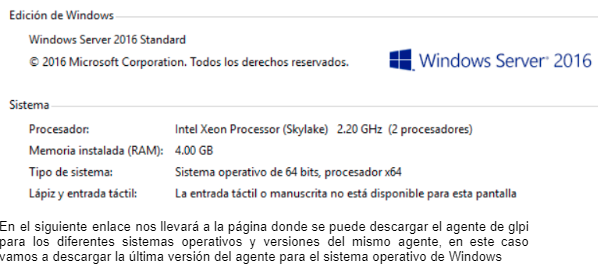 Edición de Windows
Windows Server 2016 Standard
© 2016 Microsoft Corporation. Todos los derechos reservados.
Windows Server 2016
Sistema
Procesador: Intel Xeon Processor (Skylake) 2.20 GHz (2 procesadores)
Memoria instalada (RAM): 4.00 GB
Tipo de sistema: Sistema operativo de 64 bits, procesador x64
Lápiz y entrada táctil: La entrada táctil o manuscrita no está disponible para esta pantalla
En el siguiente enlace nos llevará a la página donde se puede descargar el agente de glpi
para los diferentes sistemas operativos y versiones del mismo agente, en este caso
vamos a descargar la última versión del agente para el sistema operativo de Windows